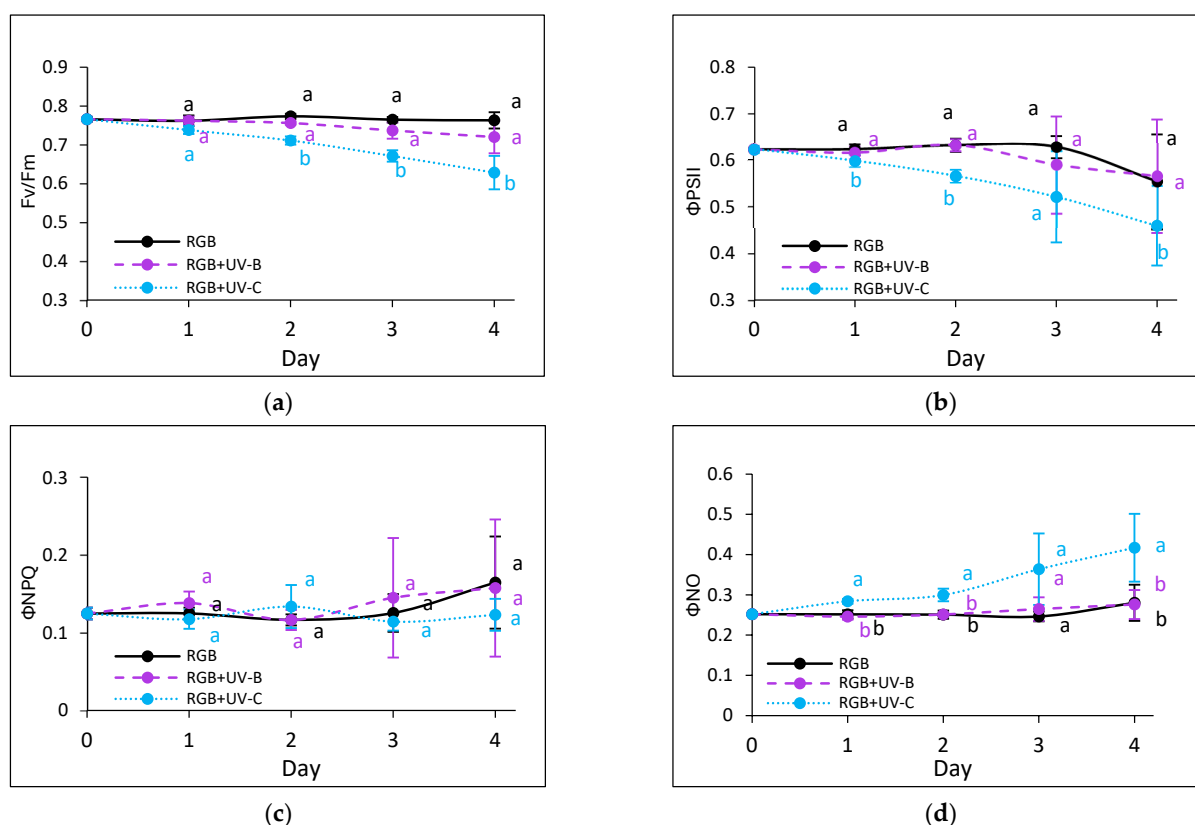 a
a
a
a
0.9
0.8
0.7
0.6
0.5
0.4
0.3
Fv/Fm
a
a
a
a
a
b
b
b
RGB
RGB+UV-B
RGB+UV-C
0 1 2 3 4
Day
(a)
a
a
a
a
0.8
0.7
0.6
0.5
0.4
0.3
ΦPSII
a
a
a
a
b
b
a
b
RGB
RGB+UV-B
RGB+UV-C
0 1 2 3 4
Day
(b)
0.3
0.2
0.1
0
ΦNPQ
a
a
a
a
a
a
a
a
a
a
a
a
RGB
RGB+UV-B
RGB+UV-C
0 1 2 3 4
Day
(c)
0.6
0.5
0.4
0.3
0.2
0.1
0
ΦNO
a
a
a
a
a
b
b
b
b
b
a
b
RGB
RGB+UV-B
RGB+UV-C
0 1 2 3 4
Day
(d)